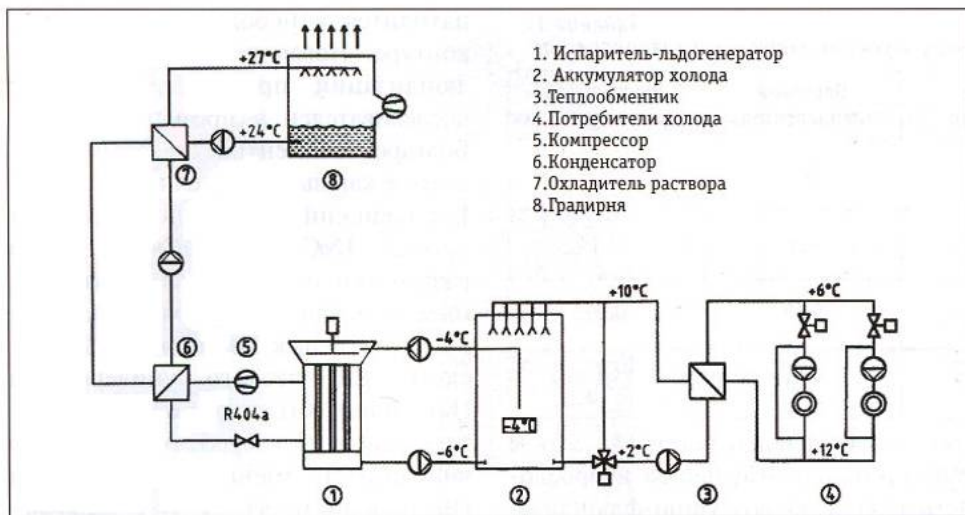 +27°C
+24°C
⑦
⑧
1. Испаритель-льдогенератор
2. Аккумулятор холода
3.Теплообменник
4.Потребители холода
5.Компрессор
6.Конденсатор
7.Охладитель раствора
8.Градирня
⑥
⑤
R404a
-4°C
-6°C
①
+10°C
-4°C
+2°C
②
③
+6°C
+12°C
④